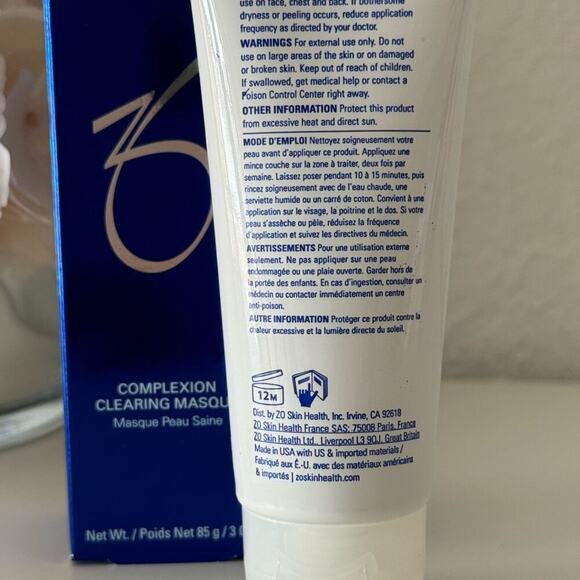 use on face, chest and back. If bothersome
dryness or peeling occurs, reduce application
frequency as directed by your doctor.
WARNINGS For external use only. Do not
use on large areas of the skin or on damaged
or broken skin. Keep out of reach of children.
If swallowed, get medical help or contact a
Poison Control Center right away.
OTHER INFORMATION Protect this product
from excessive heat and direct sun.
MODE D'EMPLOI Nettoyez soigneusement votre
peau avant d'appliquer ce produit. Appliquez une
mince couche sur la zone à traiter, deux fois par
semaine. Laissez poser pendant 10 à 15 minutes, puis
rincez soigneusement avec de l'eau chaude, une
serviette humide ou un carré de coton. Convient à une
application sur le visage, la poitrine et le dos. Si votre
peau s'assèche ou pèle, réduisez la fréquence
d'application et suivez les directives du médecin.
AVERTISSEMENTS Pour une utilisation externe
seulement. Ne pas appliquer sur une peau
endommagée ou une plaie ouverte. Garder hors de
la portée des enfants. En cas d'ingestion, consulter un
médecin ou contacter immédiatement un centre
anti-poison.
AUTRE INFORMATION Protéger ce produit contre la
chaleur excessive et la lumière directe du soleil.
12M
Dist. by ZO Skin Health, Inc. Irvine, CA 92618
ZO Skin Health France SAS; 75008 Paris, France
ZO Skin Health Ltd., Liverpool L3 9QJ, Great Britain
Made in USA with US & imported materials /
Fabriqué aux É.-U. avec des matériaux américains
& importés | zoskinhealth.com
COMPLEXION
CLEARING MASQU
Masque Peau Saine
Net Wt. / Poids Net 85 g / 3